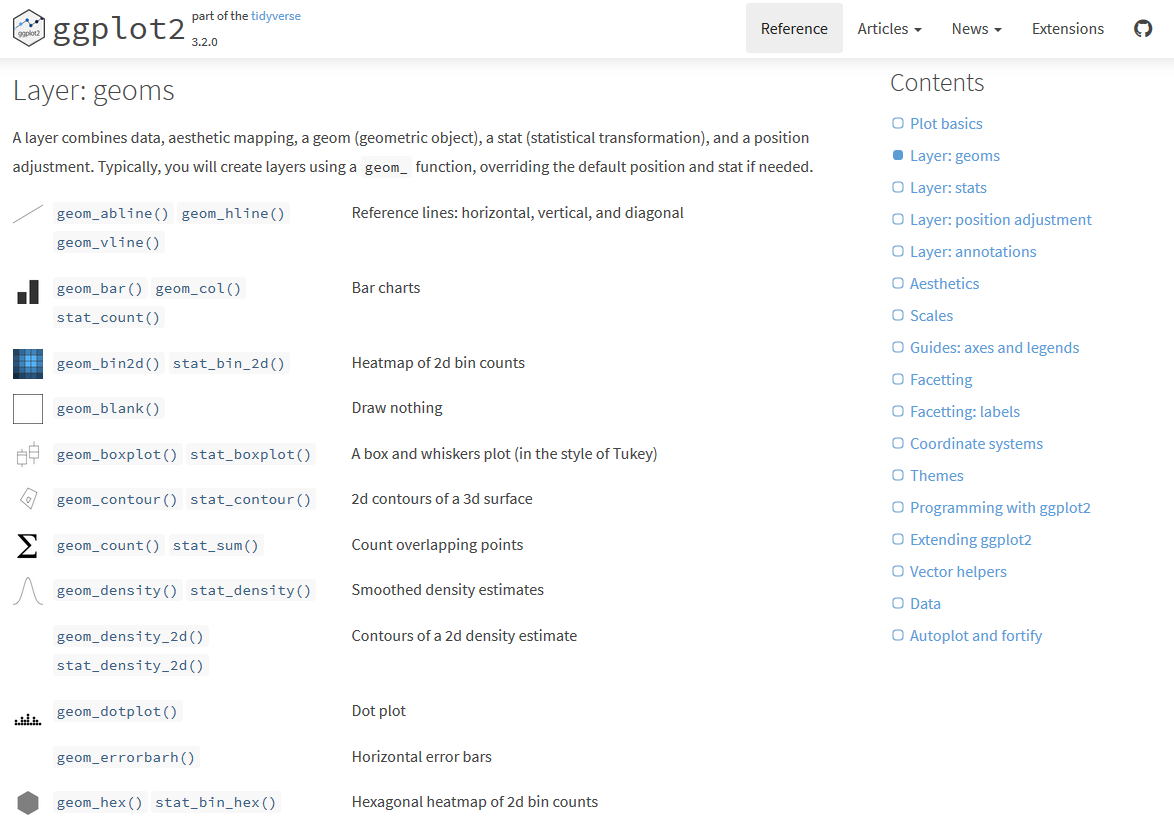 ggplot2
ggplot2 part of the tidyverse
3.2.0
Reference Articles News Extensions
Layer: geoms
A layer combines data, aesthetic mapping, a geom (geometric object), a stat (statistical transformation), and a position
adjustment. Typically, you will create layers using a geom_ function, overriding the default position and stat if needed.
geom_abline() geom_hline() Reference lines: horizontal, vertical, and diagonal
geom_vline()
geom_bar() geom_col() Bar charts
stat_count()
geom_bin2d() stat_bin_2d() Heatmap of 2d bin counts
geom_blank() Draw nothing
geom_boxplot() stat_boxplot() A box and whiskers plot (in the style of Tukey)
geom_contour() stat_contour() 2d contours of a 3d surface
geom_count() stat_sum() Count overlapping points
geom_density() stat_density() Smoothed density estimates
geom_density_2d() Contours of a 2d density estimate
stat_density_2d()
geom_dotplot() Dot plot
geom_errorbarh() Horizontal error bars
geom_hex() stat_bin_hex() Hexagonal heatmap of 2d bin counts
Contents
Plot basics
Layer: geoms
Layer: stats
Layer: position adjustment
Layer: annotations
Aesthetics
Scales
Guides: axes and legends
Facetting
Facetting: labels
Coordinate systems
Themes
Programming with ggplot2
Extending ggplot2
Vector helpers
Data
Autoplot and fortify